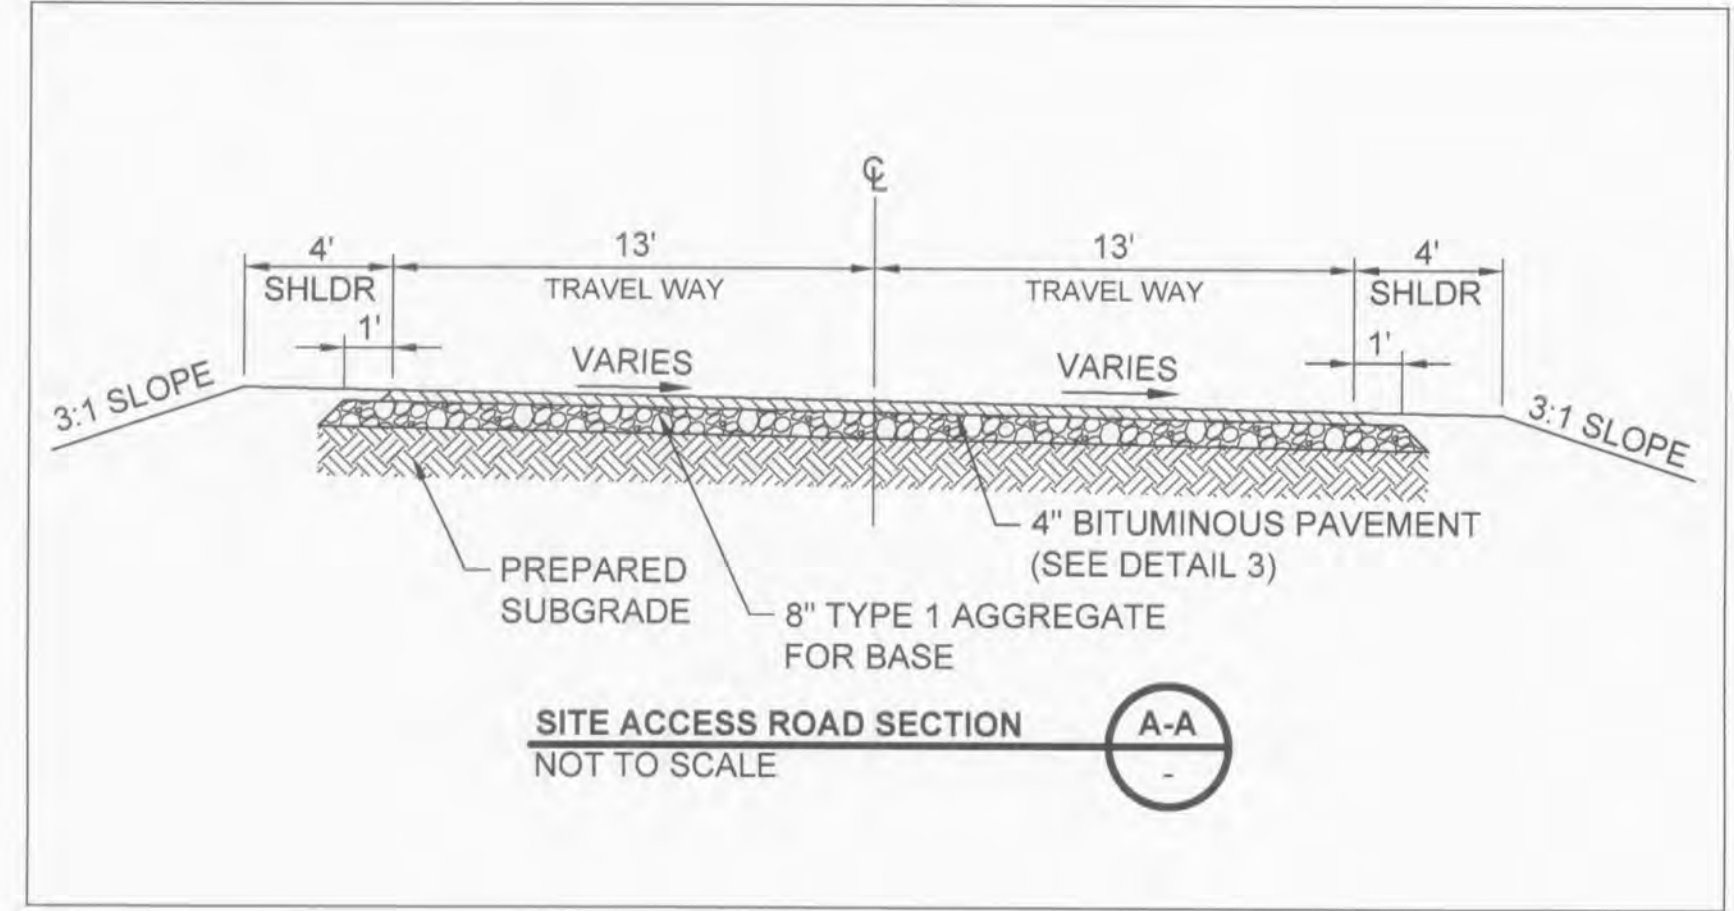 ℄
4'
13'
13'
4'
SHLDR
TRAVEL WAY
TRAVEL WAY
SHLDR
1'
1'
VARIES
VARIES
3:1 SLOPE
3:1 SLOPE
4" BITUMINOUS PAVEMENT
(SEE DETAIL 3)
PREPARED
SUBGRADE
8" TYPE 1 AGGREGATE
FOR BASE
SITE ACCESS ROAD SECTION
NOT TO SCALE
A-A
-